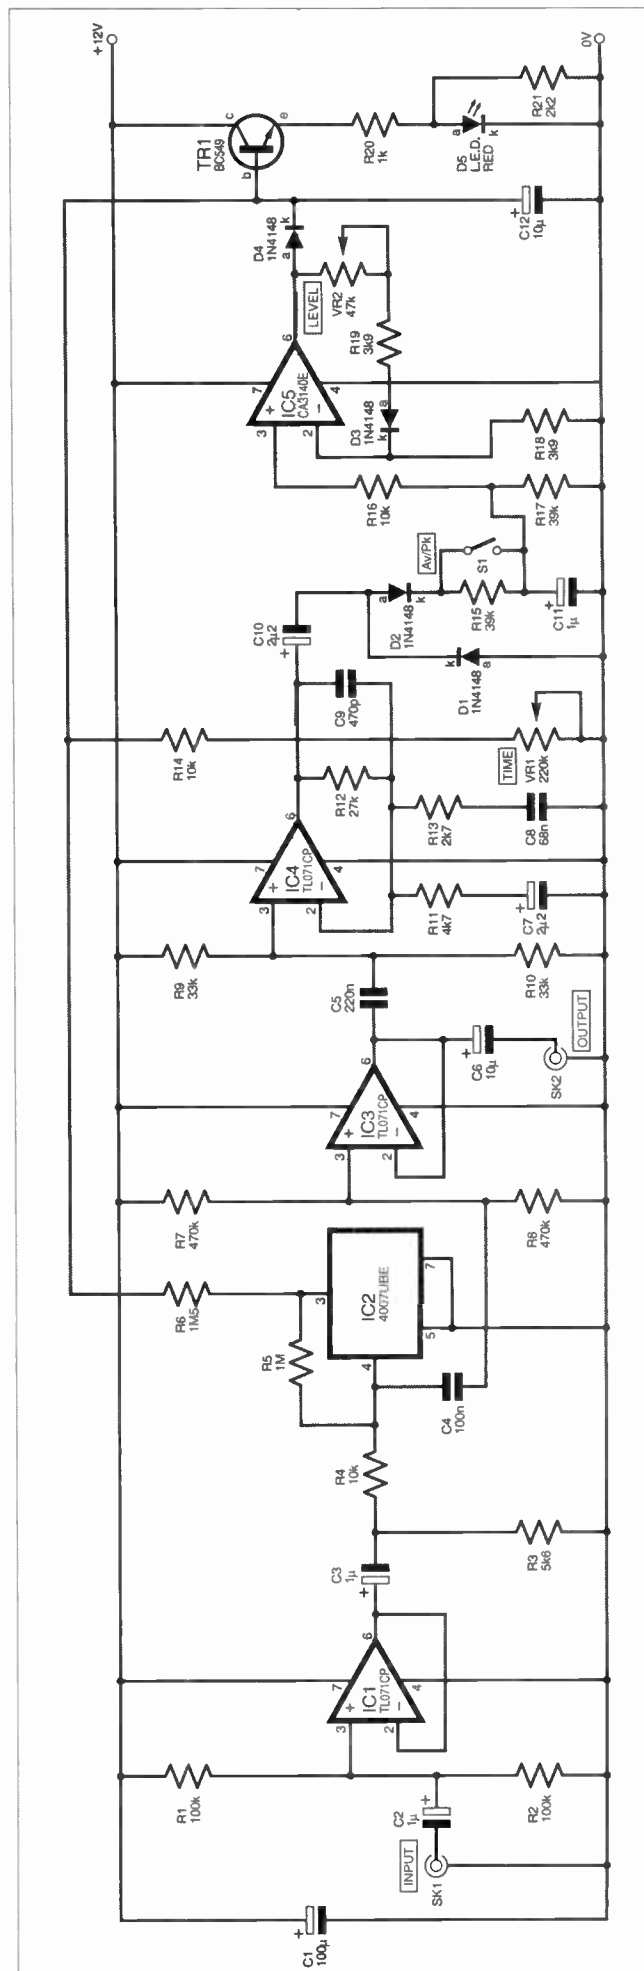 +12V
0V
C1
100µ
INPUT
SK1
C2
1µ
+
R1
100k
R2
100k
IC1
TL071CP
3
2
7
4
6
+
−
C3
1µ
+
R3
5k6
R4
10k
R5
1M
R6
1M5
C4
100n
IC2
4007UBE
3
4
5
7
R7
470k
R8
470k
IC3
TL071CP
3
2
7
4
6
+
−
C5
220n
C6
10µ
+
SK2
OUTPUT
R9
33k
R10
33k
IC4
TL071CP
3
2
7
4
6
+
−
R11
4k7
C7
2µ2
+
R12
27k
R13
2k7
C8
68n
C9
470p
R14
10k
TIME
VR1
220k
C10
2µ2
+
D1
1N4148
k
a
D2
1N4148
a
k
Av/Pk
S1
R15
39k
C11
1µ
+
R16
10k
R17
39k
IC5
CA3140E
3
2
7
4
6
+
−
D3
1N4148
k
a
R18
3k9
R19
3k9
LEVEL
VR2
47k
D4
1N4148
a
k
C12
10µ
+
TR1
BC549
b
c
e
R20
1k
D5
L.E.D.
RED
a
k
R21
2k2